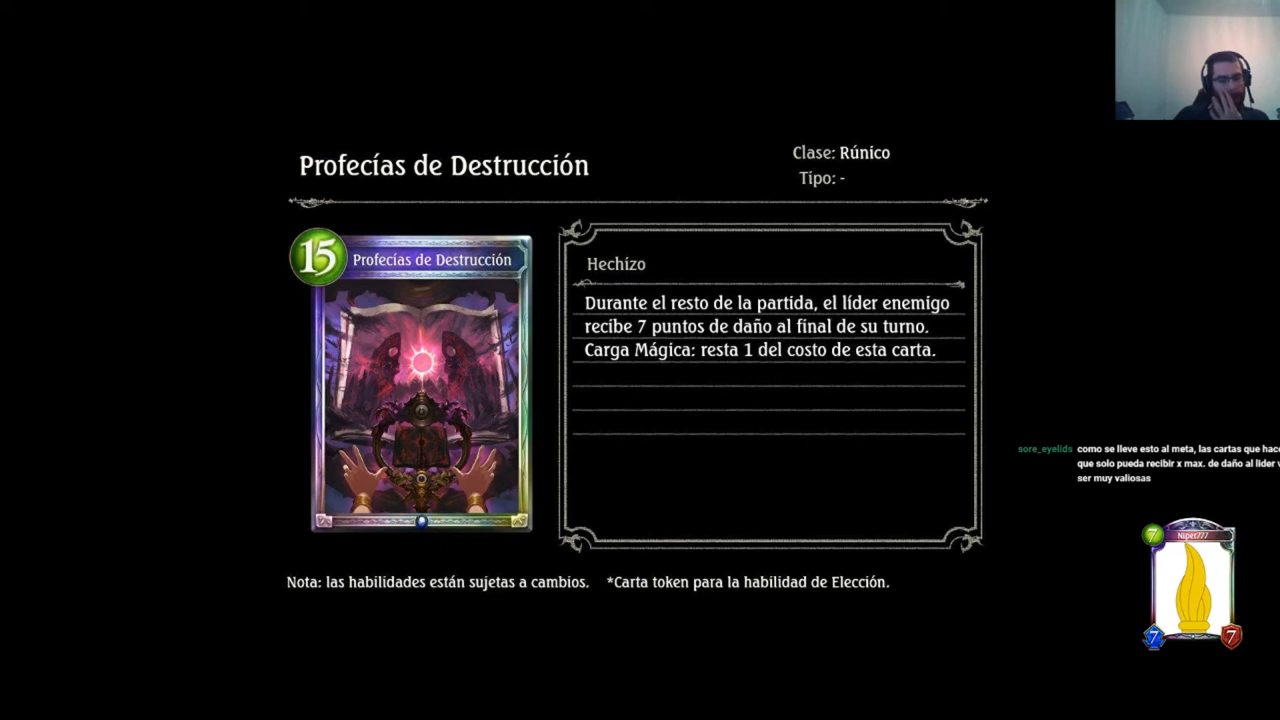 Profecías de Destrucción
Clase: Rúnico
Tipo: -
15
Profecías de Destrucción
Hechizo
Durante el resto de la partida, el líder enemigo
recibe 7 puntos de daño al final de su turno.
Carga Mágica: resta 1 del costo de esta carta.
sore_eyelids como se lleve esto al meta, las cartas que hace
que solo pueda recibir x max. de daño al lider v
ser muy valiosas
7
Niper777
7
7
Nota: las habilidades están sujetas a cambios. *Carta token para la habilidad de Elección.